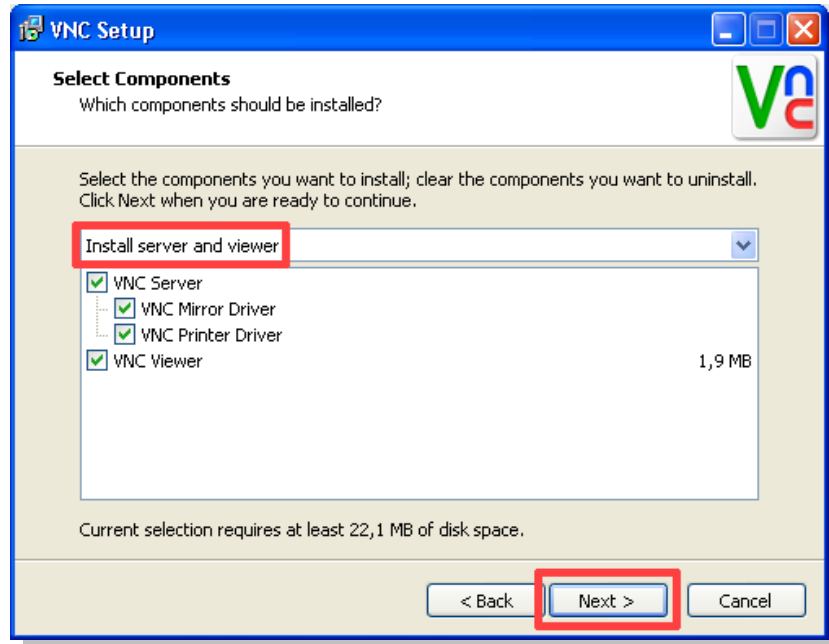 VNC Setup
Select Components
Which components should be installed?
Vnc
Select the components you want to install; clear the components you want to uninstall.
Click Next when you are ready to continue.
Install server and viewer
VNC Server
VNC Mirror Driver
VNC Printer Driver
VNC Viewer 1,9 MB
Current selection requires at least 22,1 MB of disk space.
< Back Next > Cancel